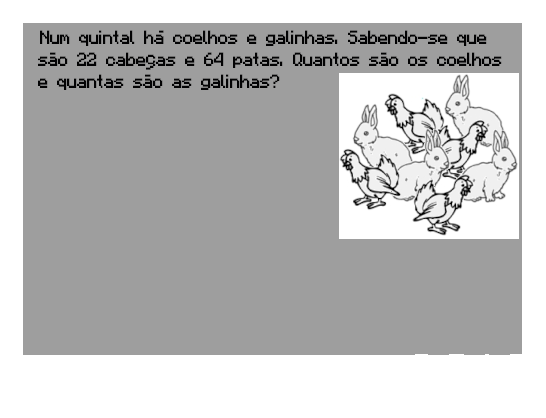 Num quintal há coelhos e galinhas. Sabendo-se que
são 22 cabeças e 64 patas. Quantos são os coelhos
e quantas são as galinhas?